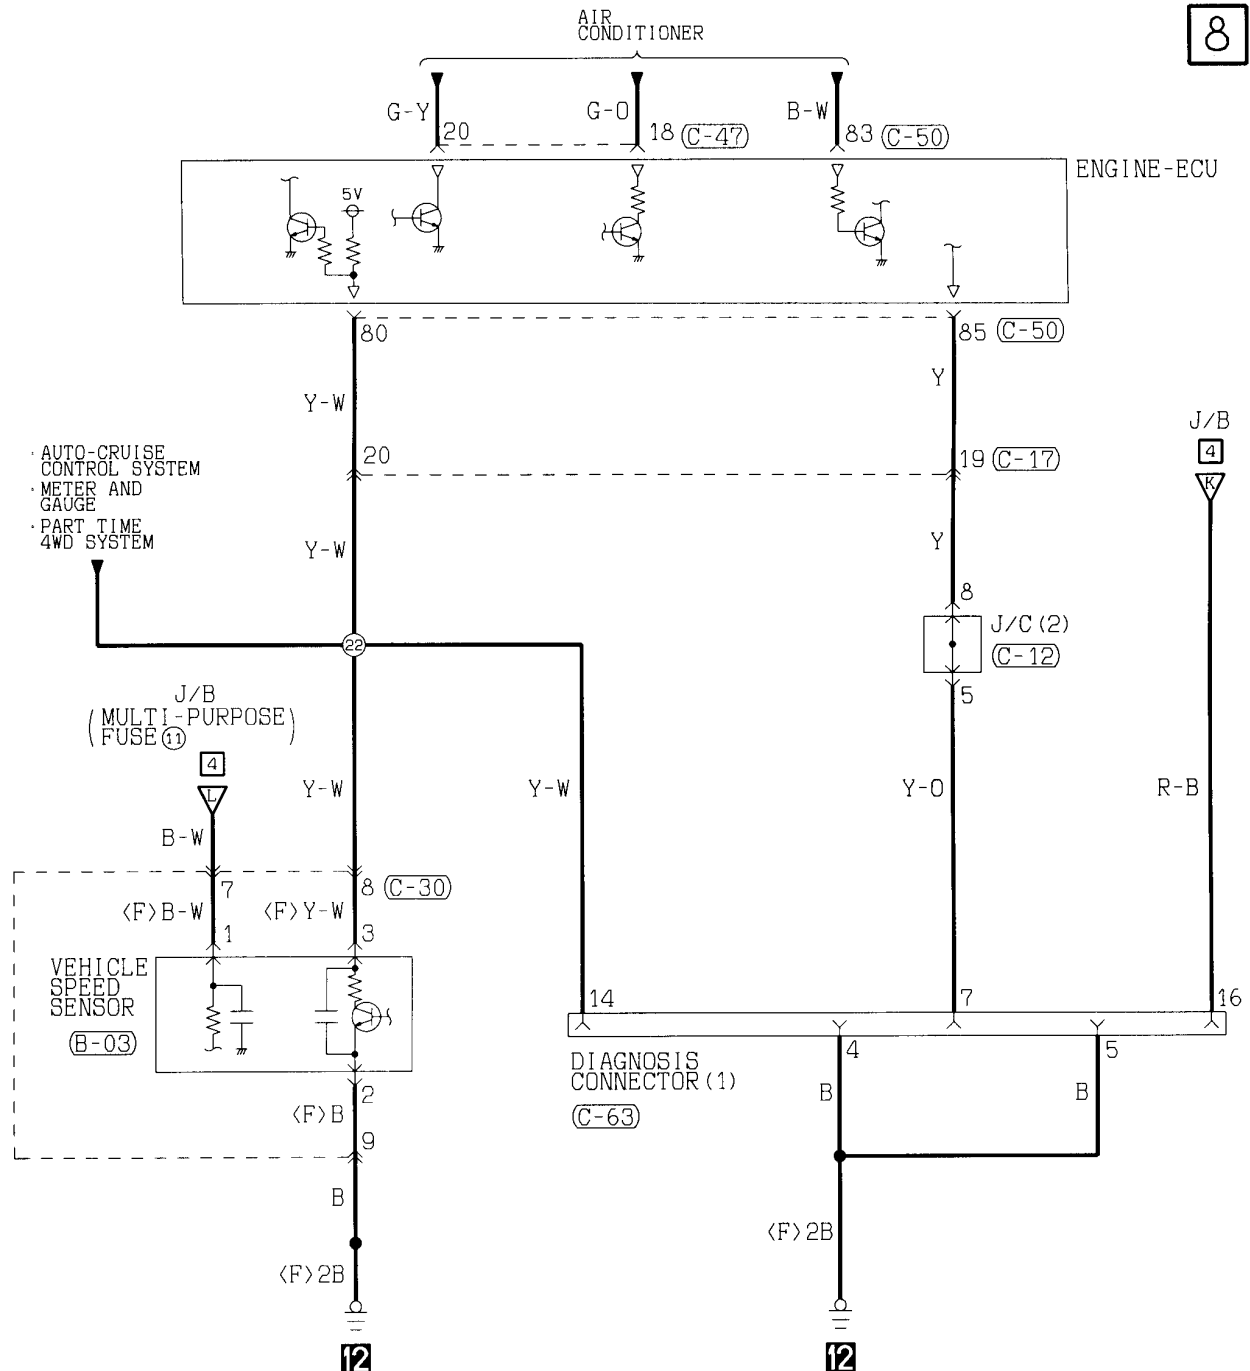 AIR
CONDITIONER
8
G-Y
G-O
B-W
20
18 (C-47)
83 (C-50)
ENGINE-ECU
5V
80
85 (C-50)
Y-W
Y
· AUTO-CRUISE
CONTROL SYSTEM
· METER AND
GAUGE
· PART TIME
4WD SYSTEM
20
19 (C-17)
J/B
4
K
Y-W
Y
8
J/C (2)
(C-12)
5
22
J/B
(MULTI-PURPOSE)
FUSE 11
4
L
B-W
Y-W
Y-W
Y-O
R-B
7
8 (C-30)
<F>B-W
<F>Y-W
1
3
VEHICLE
SPEED
SENSOR
(B-03)
14
7
16
4
5
DIAGNOSIS
CONNECTOR (1)
(C-63)
2
<F>B
9
B
B
B
<F>2B
<F>2B
12
12